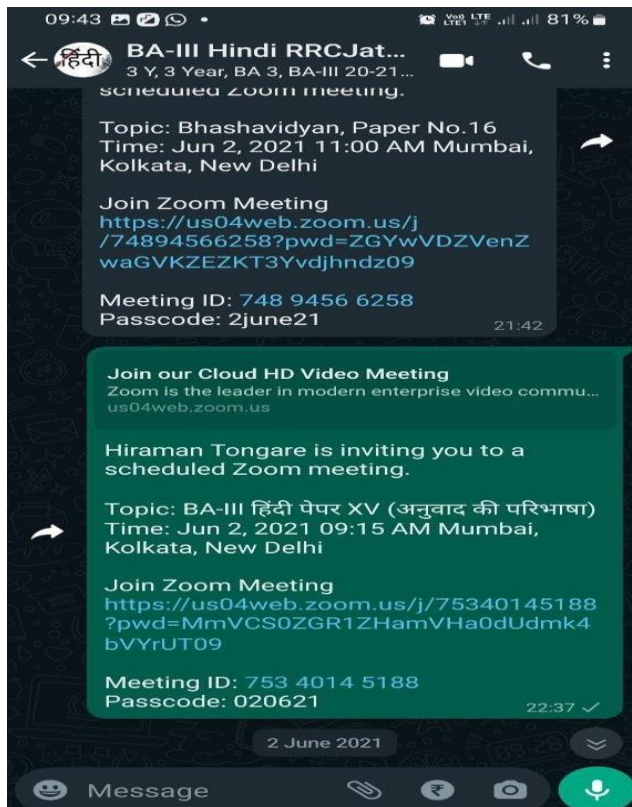 09:43 81%
हिंदी
BA-III Hindi RRCJat...
3 Y, 3 Year, BA 3, BA-III 20-21...
scheduled Zoom meeting.
Topic: Bhashavidyan, Paper No.16
Time: Jun 2, 2021 11:00 AM Mumbai,
Kolkata, New Delhi
Join Zoom Meeting
https://us04web.zoom.us/j
/74894566258?pwd=ZGYwVDZVenZ
waGVKZEZKT3Yvdjhndz09
Meeting ID: 748 9456 6258
Passcode: 2june21
21:42
Join our Cloud HD Video Meeting
Zoom is the leader in modern enterprise video commu...
us04web.zoom.us
Hiraman Tongare is inviting you to a
scheduled Zoom meeting.
Topic: BA-III हिंदी पेपर XV (अनुवाद की परिभाषा)
Time: Jun 2, 2021 09:15 AM Mumbai,
Kolkata, New Delhi
Join Zoom Meeting
https://us04web.zoom.us/j/75340145188
?pwd=MmVCS0ZGR1ZHamVHa0dUdmk4
bVYrUT09
Meeting ID: 753 4014 5188
Passcode: 020621
22:37
2 June 2021
Message